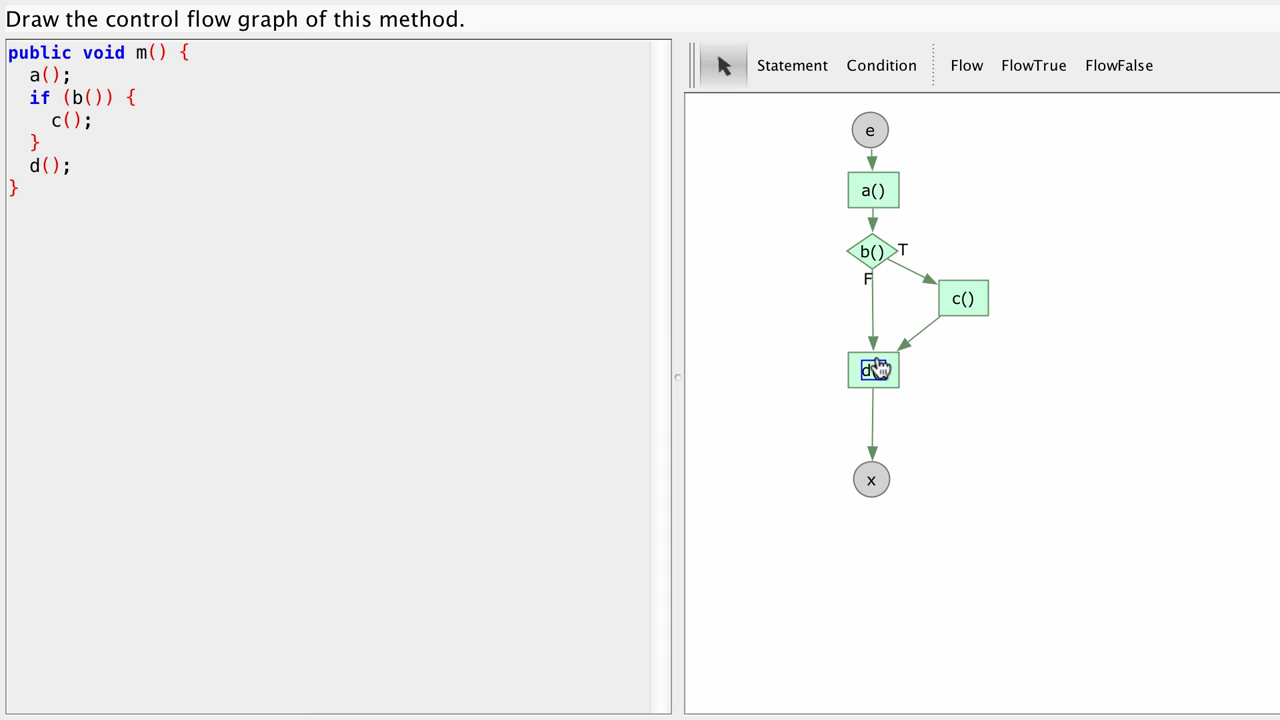 Draw the control flow graph of this method.
public void m() {
  a();
  if (b()) {
    c();
  }
  d();
}
Statement Condition Flow FlowTrue FlowFalse
e
a()
b() T
F
c()
d
x